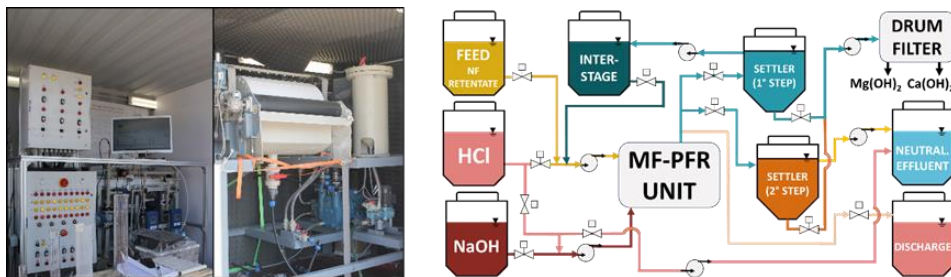 FEED
NF
RETENTATE
INTER-
STAGE
SETTLER
(1° STEP)
DRUM
FILTER
Mg(OH)₂ Ca(OH)₂
HCl
MF-PFR
UNIT
SETTLER
(2° STEP)
NEUTRAL.
EFFLUENT
NaOH
DISCHARGE